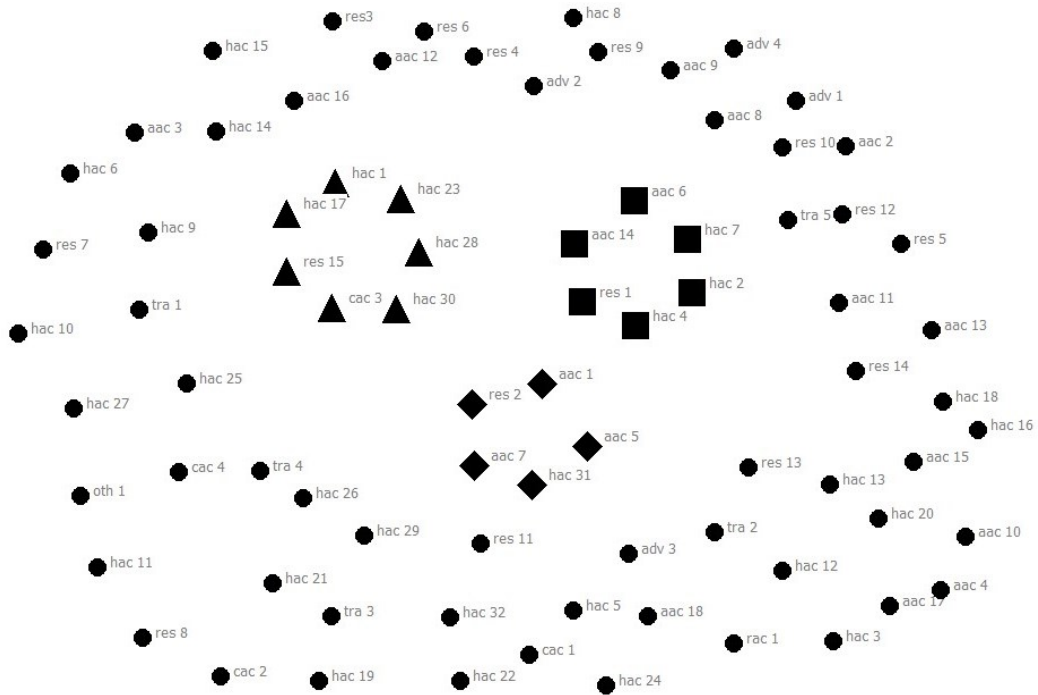 hac 8
res3
res 6
hac 15
adv 4
res 9
res 4
aac 12
aac 9
adv 2
aac 16
adv 1
aac 8
hac 14
aac 3
res 10
aac 2
hac 6
hac 1
hac 23
aac 6
hac 17
res 12
tra 5
hac 9
hac 7
aac 14
res 5
res 7
hac 28
res 15
hac 2
res 1
cac 3
hac 30
aac 11
tra 1
hac 4
aac 13
hac 10
res 14
aac 1
hac 25
res 2
hac 18
hac 27
hac 16
aac 5
aac 7
aac 15
res 13
tra 4
cac 4
hac 31
hac 13
oth 1
hac 26
hac 20
tra 2
hac 29
aac 10
res 11
adv 3
hac 11
hac 12
hac 21
aac 4
aac 17
hac 5
tra 3
hac 32
aac 18
res 8
hac 3
rac 1
cac 1
cac 2
hac 19
hac 22
hac 24